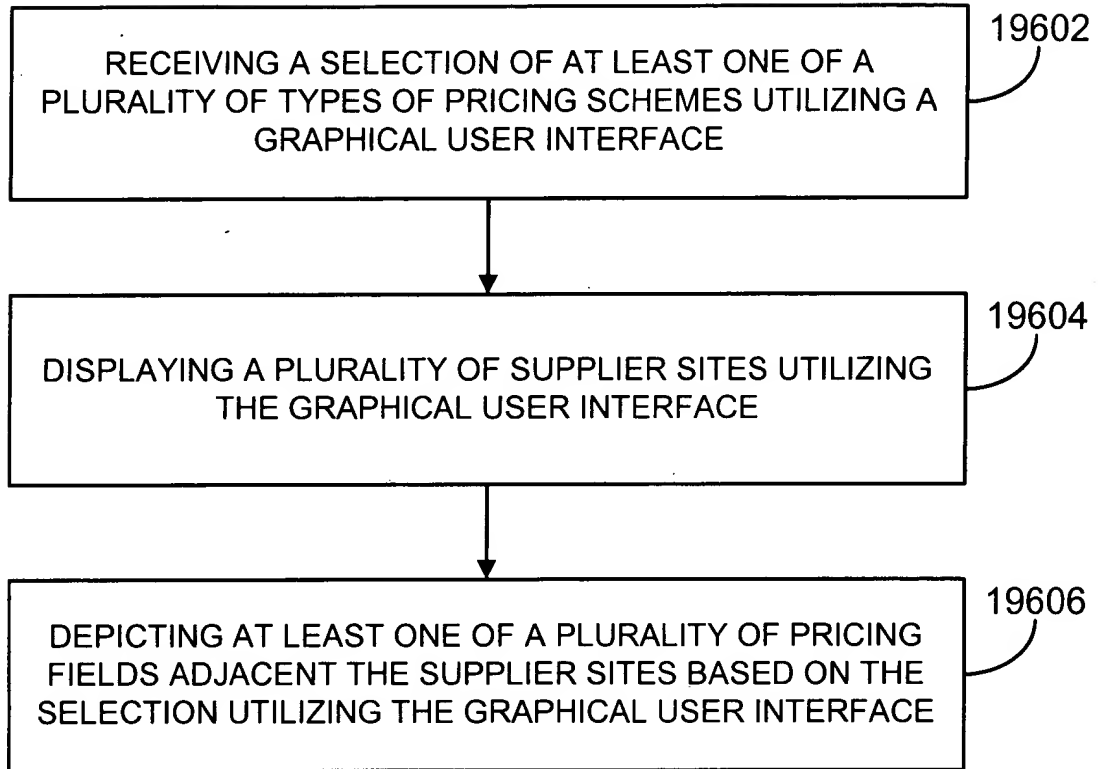 19602
RECEIVING A SELECTION OF AT LEAST ONE OF A
PLURALITY OF TYPES OF PRICING SCHEMES UTILIZING A
GRAPHICAL USER INTERFACE
19604
DISPLAYING A PLURALITY OF SUPPLIER SITES UTILIZING
THE GRAPHICAL USER INTERFACE
19606
DEPICTING AT LEAST ONE OF A PLURALITY OF PRICING
FIELDS ADJACENT THE SUPPLIER SITES BASED ON THE
SELECTION UTILIZING THE GRAPHICAL USER INTERFACE